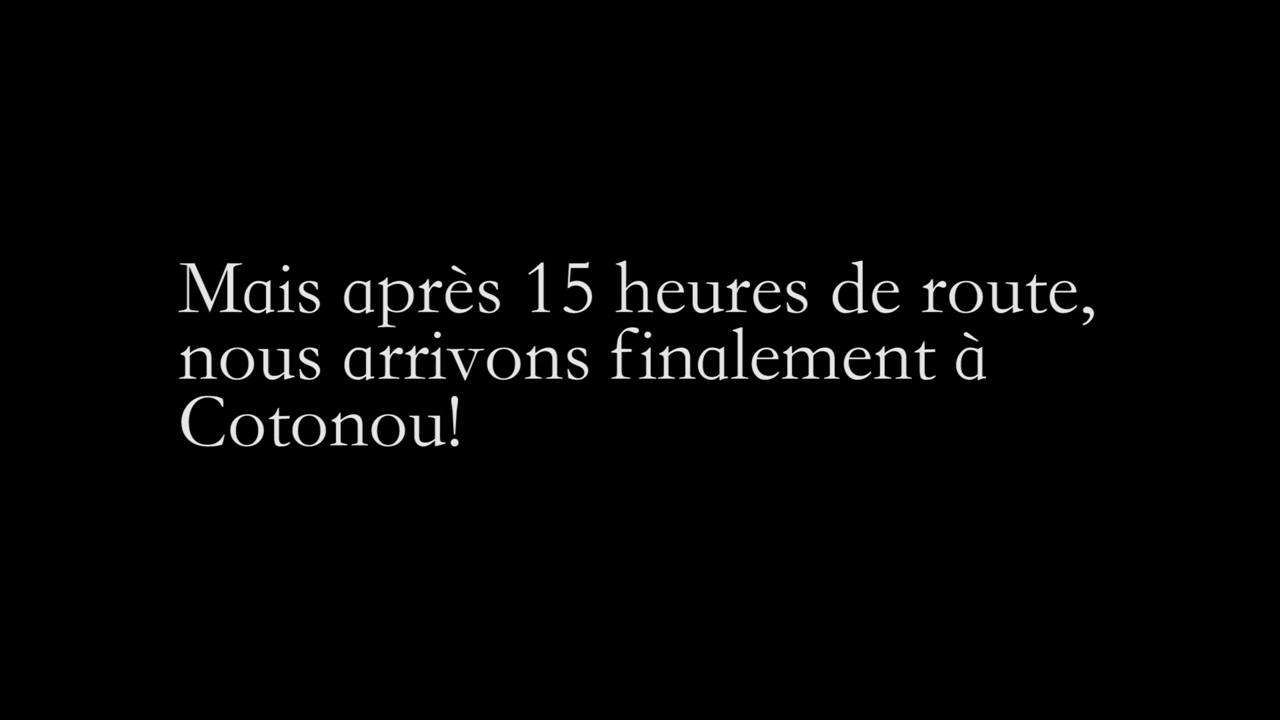 Mais après 15 heures de route,
nous arrivons finalement à
Cotonou!